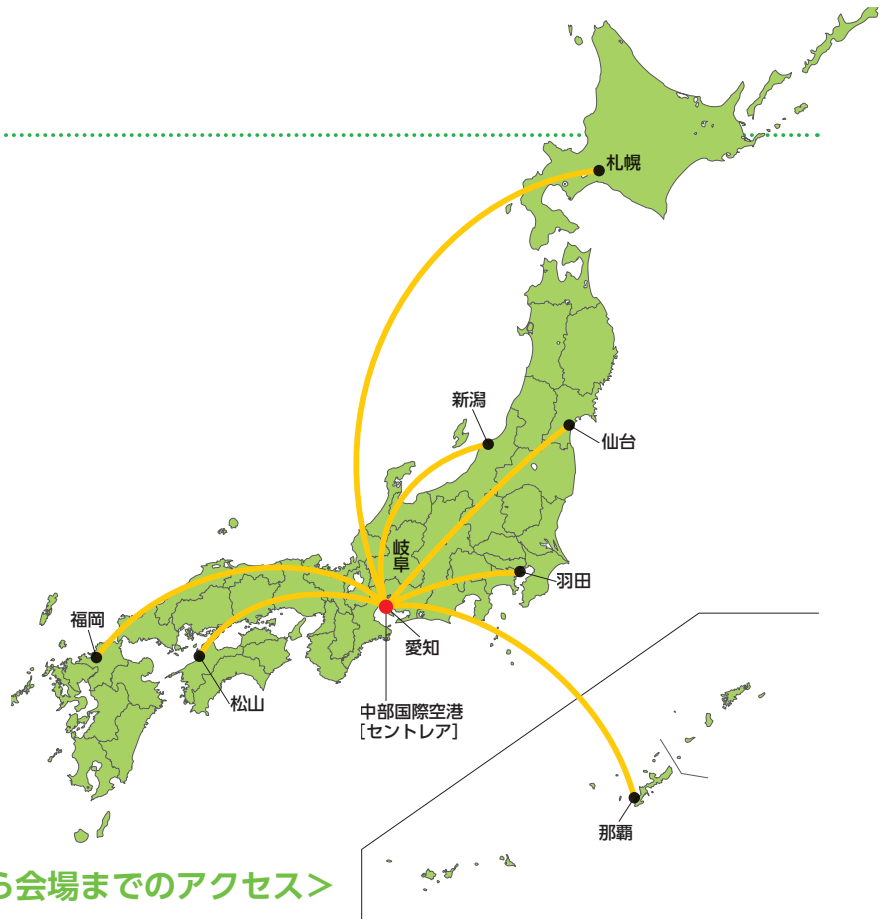 札幌
新潟
仙台
岐阜
羽田
福岡
愛知
松山
中部国際空港
[セントレア]
那覇
ら会場までのアクセス＞